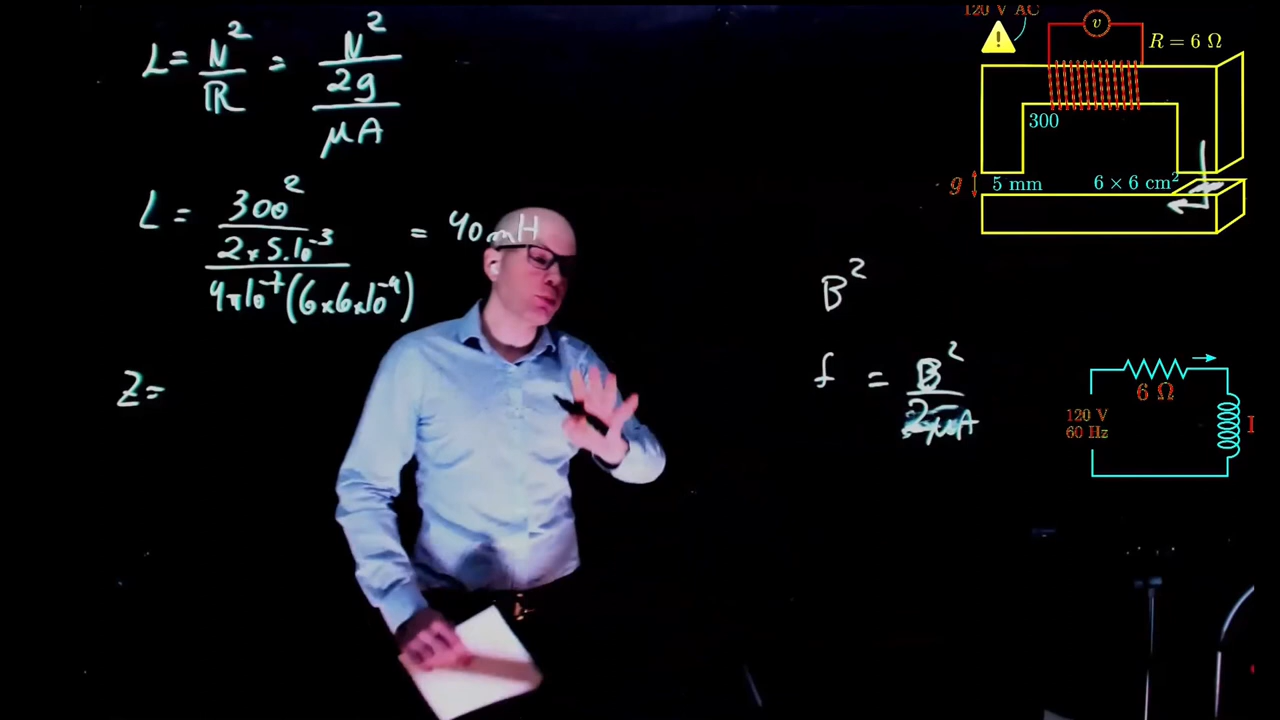 L = N² / ℝ = N² / (2g / μA)
L = 300² / (2×5.10⁻³ / 4π10⁻⁷(6×6×10⁻⁴)) = 40 mH
Z =
B²
f = B² / 2μ₀A
120 V AC
v
R = 6 Ω
300
g
5 mm
6 × 6 cm²
6 Ω
120 V
60 Hz